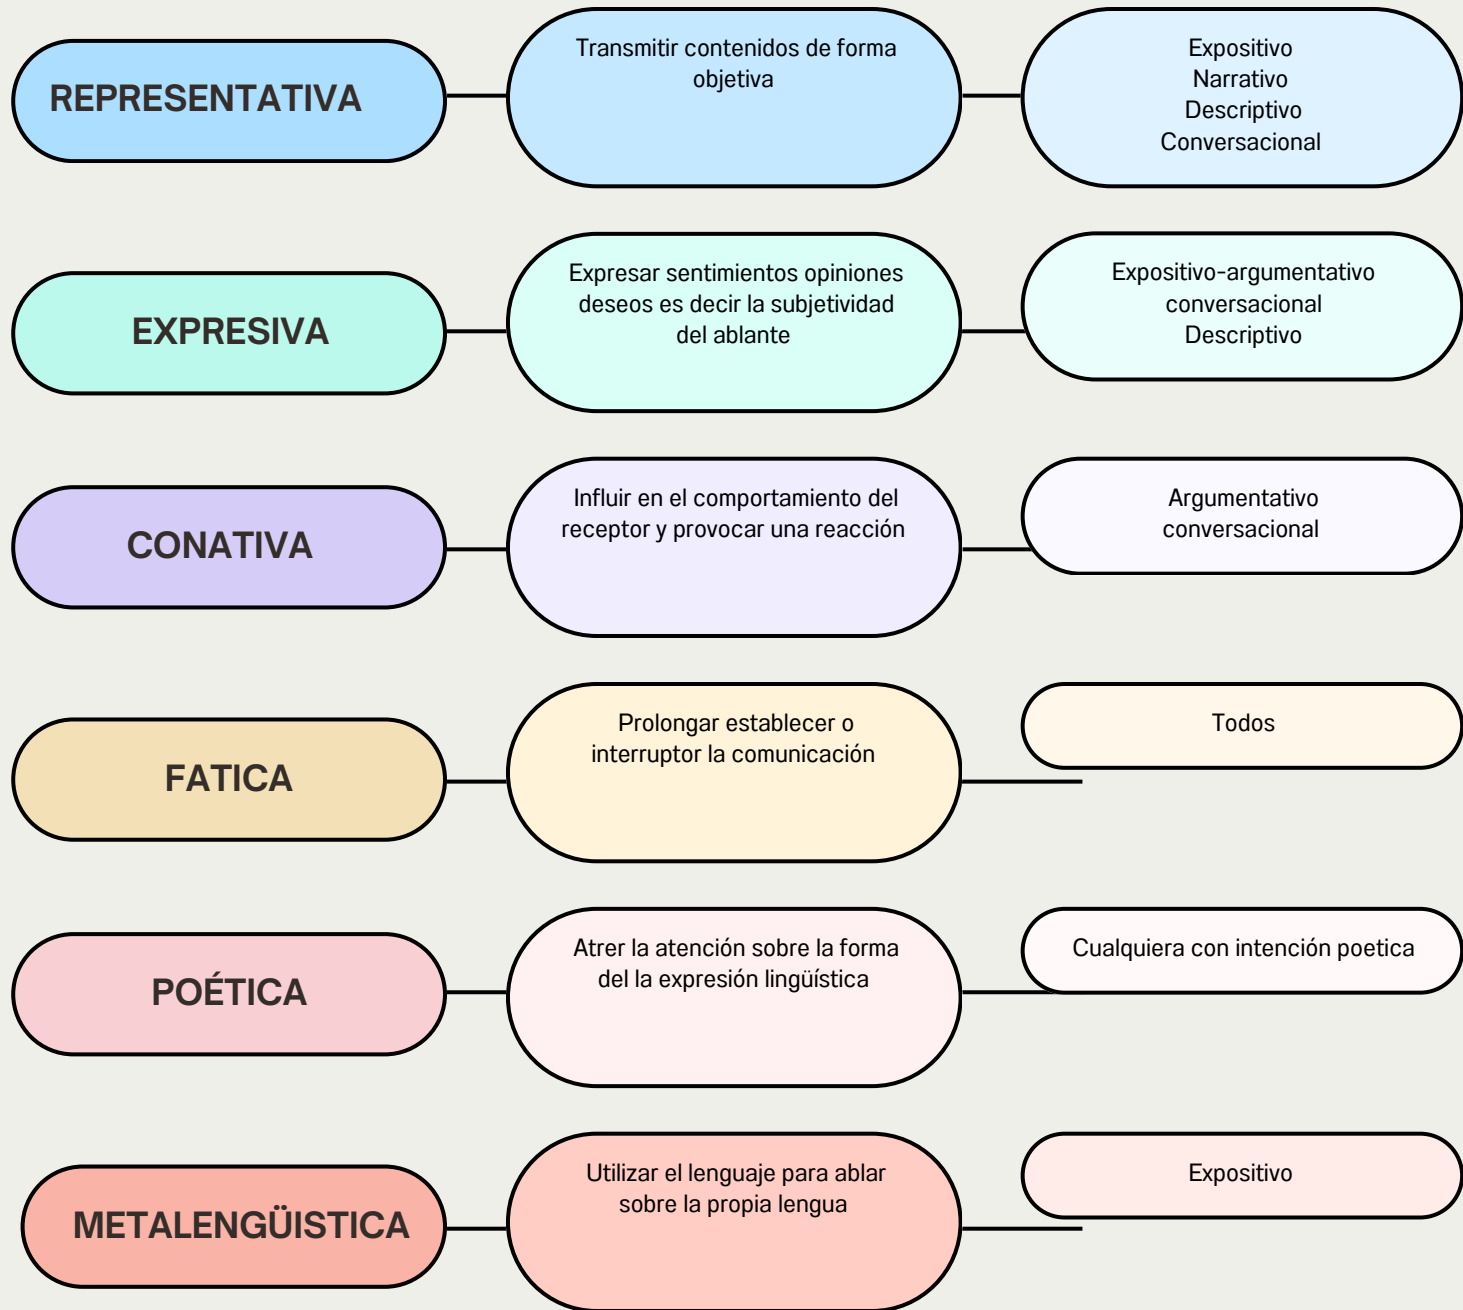 REPRESENTATIVA
Transmitir contenidos de forma
objetiva
Expositivo
Narrativo
Descriptivo
Conversacional
EXPRESIVA
Expresar sentimientos opiniones
deseos es decir la subjetividad
del ablante
Expositivo-argumentativo
conversacional
Descriptivo
CONATIVA
Influir en el comportamiento del
receptor y provocar una reacción
Argumentativo
conversacional
FATICA
Prolongar establecer o
interruptor la comunicación
Todos
POÉTICA
Atrer la atención sobre la forma
del la expresión lingüística
Cualquiera con intención poetica
METALENGÜISTICA
Utilizar el lenguaje para ablar
sobre la propia lengua
Expositivo